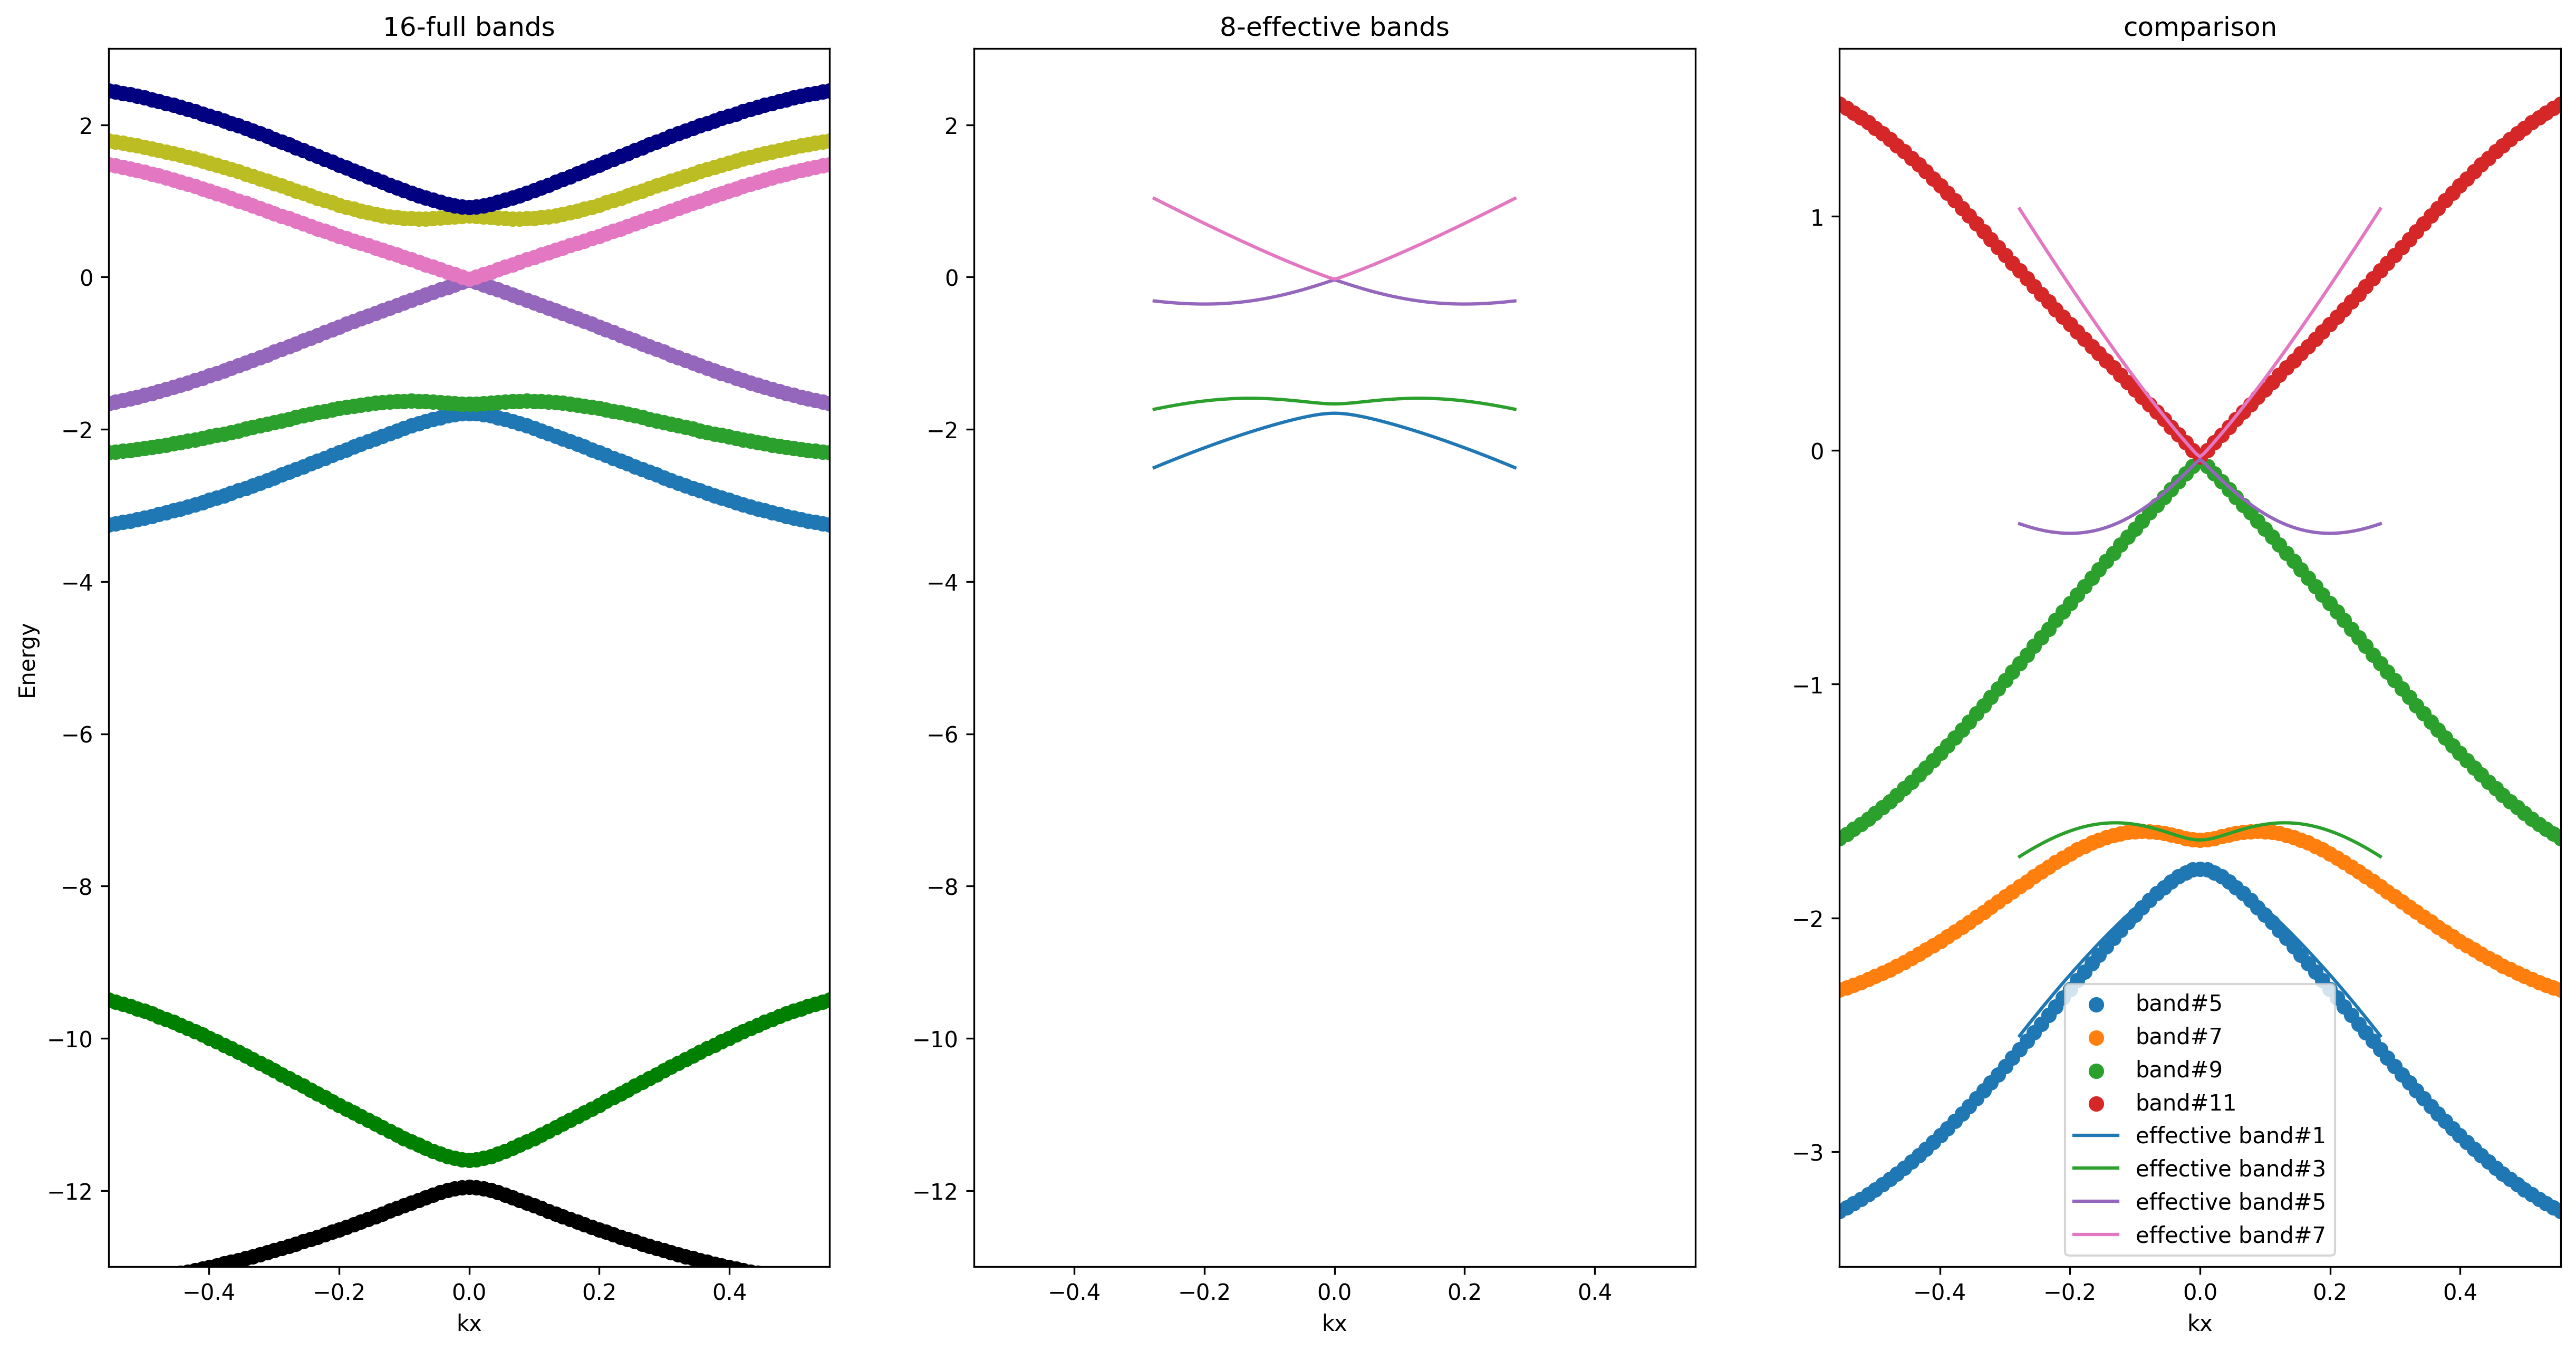 16-full bands
8-effective bands
comparison
Energy
2
0
−2
−4
−6
−8
−10
−12
−0.4 −0.2 0.0 0.2 0.4
kx
2
0
−2
−4
−6
−8
−10
−12
−0.4 −0.2 0.0 0.2 0.4
kx
1
0
−1
−2
−3
band#5
band#7
band#9
band#11
effective band#1
effective band#3
effective band#5
effective band#7
−0.4 −0.2 0.0 0.2 0.4
kx